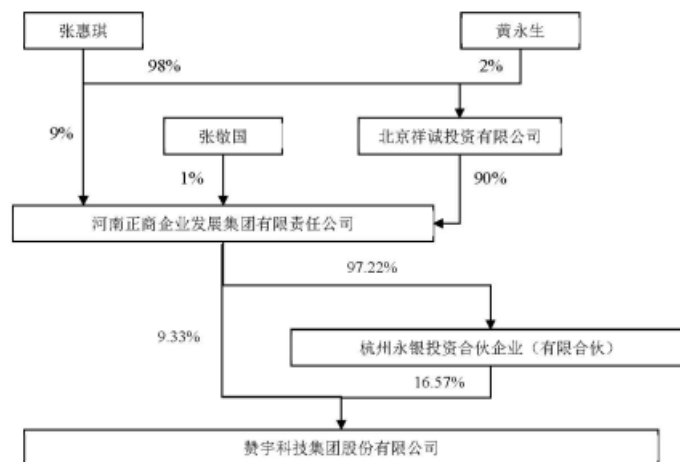 张惠琪
黄永生
98%
2%
9%
张敬国
北京祥诚投资有限公司
1%
90%
河南正商企业发展集团有限责任公司
97.22%
9.33%
杭州永银投资合伙企业（有限合伙）
16.57%
赞宇科技集团股份有限公司